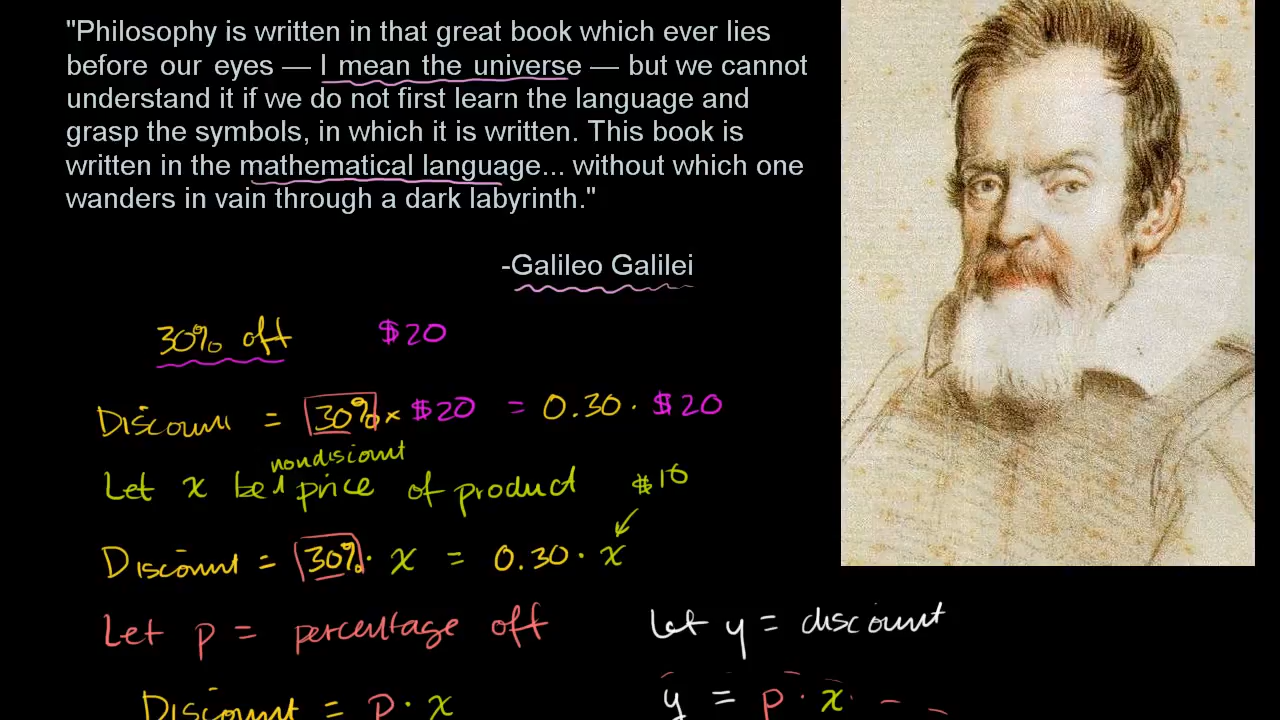 "Philosophy is written in that great book which ever lies
before our eyes — I mean the universe — but we cannot
understand it if we do not first learn the language and
grasp the symbols, in which it is written. This book is
written in the mathematical language... without which one
wanders in vain through a dark labyrinth."
-Galileo Galilei
30% off $20
Discount = 30% x $20 = 0.30 · $20
nondiscount
Let x be price of product $10
Discount = 30% · x = 0.30 · x
Let p = percentage off
Let y = discount
Discount = p · x
y = p · x